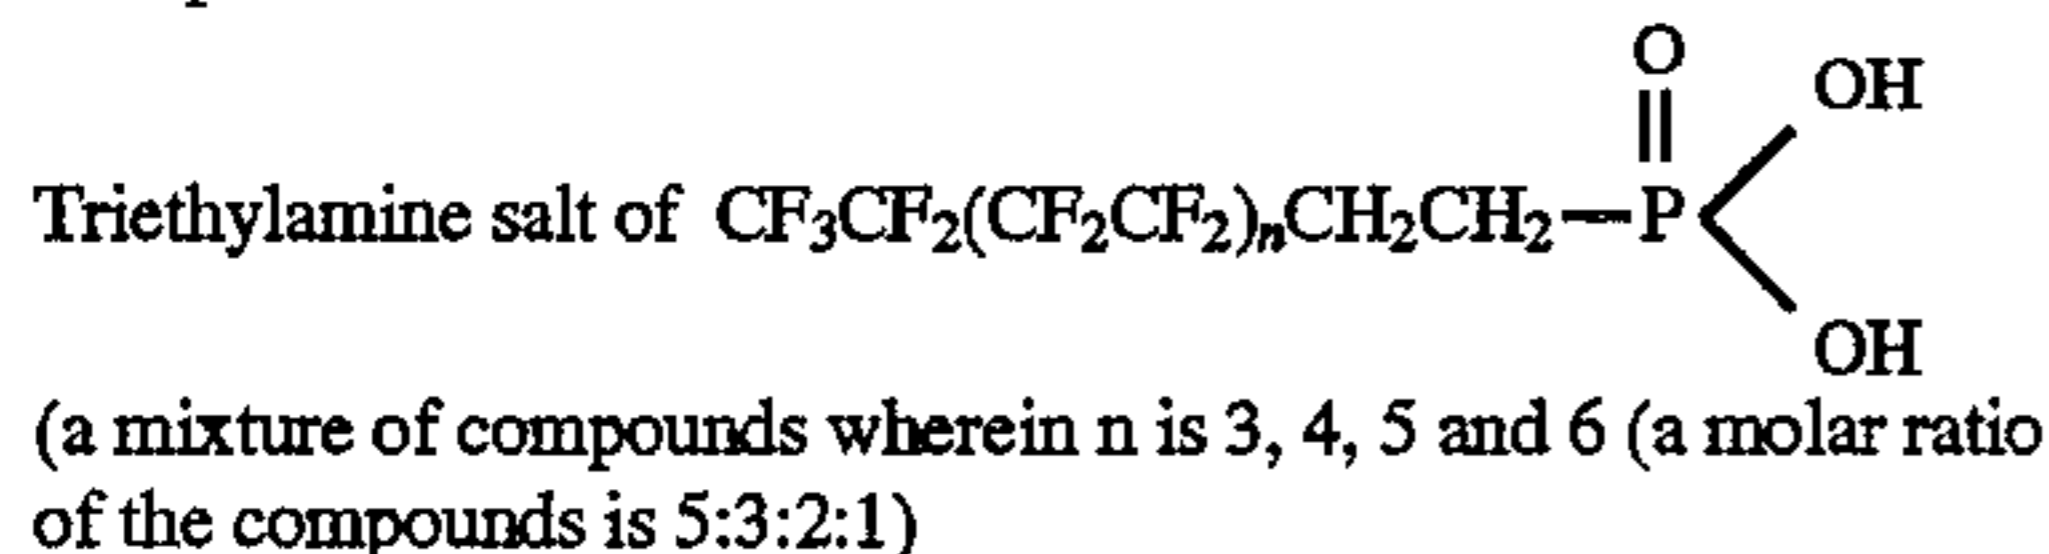 O
OH
Triethylamine salt of CF₃CF₂(CF₂CF₂)ₙCH₂CH₂—P
OH
(a mixture of compounds wherein n is 3, 4, 5 and 6 (a molar ratio
of the compounds is 5:3:2:1)